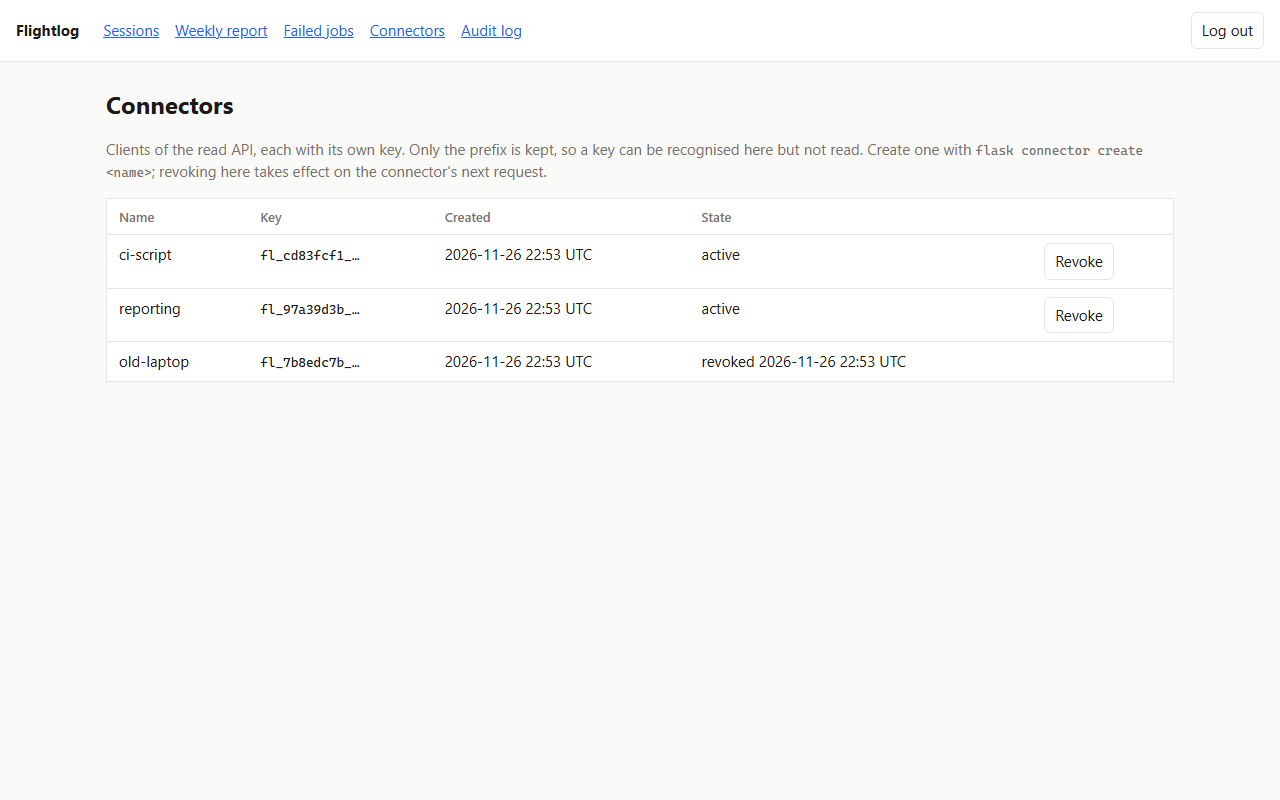 Flightlog Sessions Weekly report Failed jobs Connectors Audit log Log out
Connectors
Clients of the read API, each with its own key. Only the prefix is kept, so a key can be recognised here but not read. Create one with flask connector create
<name>; revoking here takes effect on the connector's next request.
Name Key Created State
ci-script fl_cd83fcf1_… 2026-11-26 22:53 UTC active Revoke
reporting fl_97a39d3b_… 2026-11-26 22:53 UTC active Revoke
old-laptop fl_7b8edc7b_… 2026-11-26 22:53 UTC revoked 2026-11-26 22:53 UTC